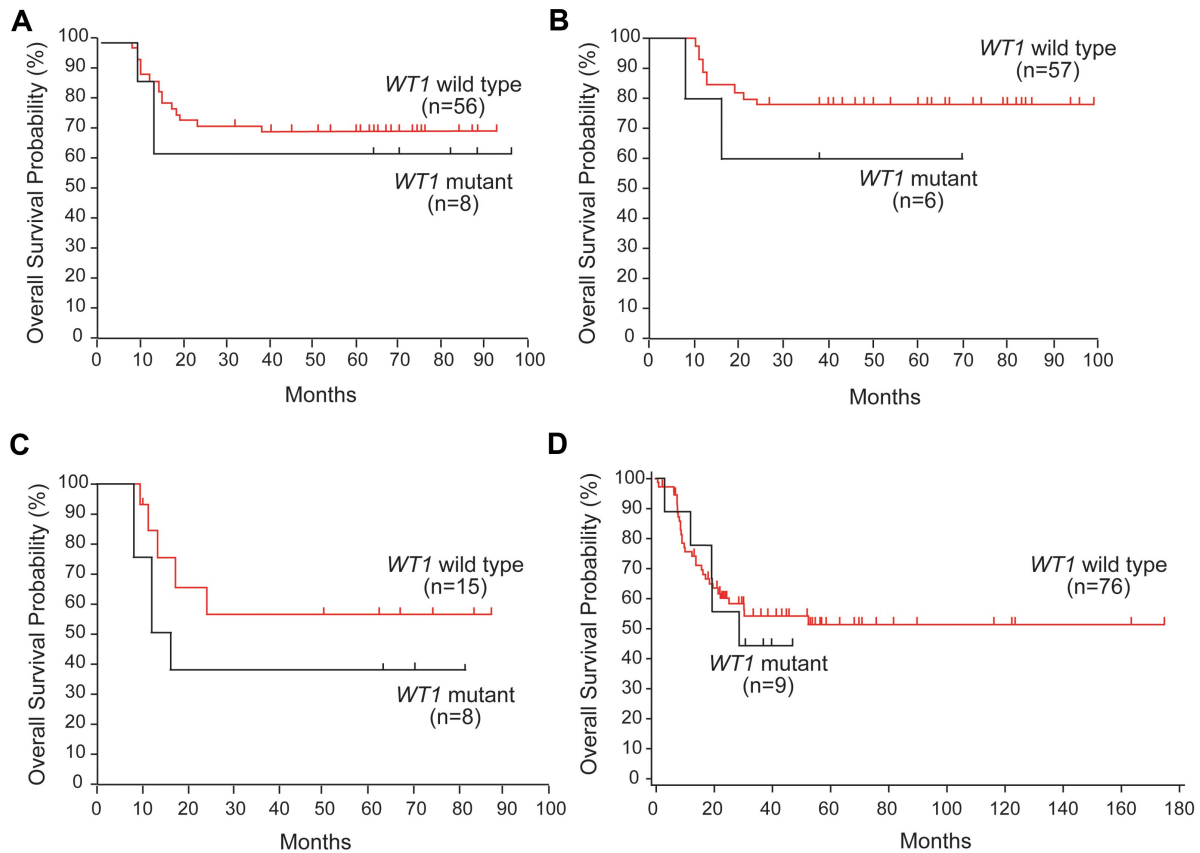 A
Overall Survival Probability (%)
100
90
80
70
60
50
40
30
20
10
0
WT1 wild type
(n=56)
WT1 mutant
(n=8)
0 10 20 30 40 50 60 70 80 90 100
Months
B
Overall Survival Probability (%)
100
90
80
70
60
50
40
30
20
10
0
WT1 wild type
(n=57)
WT1 mutant
(n=6)
0 10 20 30 40 50 60 70 80 90 100
Months
C
Overall Survival Probability (%)
100
90
80
70
60
50
40
30
20
10
0
WT1 wild type
(n=15)
WT1 mutant
(n=8)
0 10 20 30 40 50 60 70 80 90 100
Months
D
Overall Survival Probability (%)
100
90
80
70
60
50
40
30
20
10
0
WT1 wild type
(n=76)
WT1 mutant
(n=9)
0 20 40 60 80 100 120 140 160 180
Months